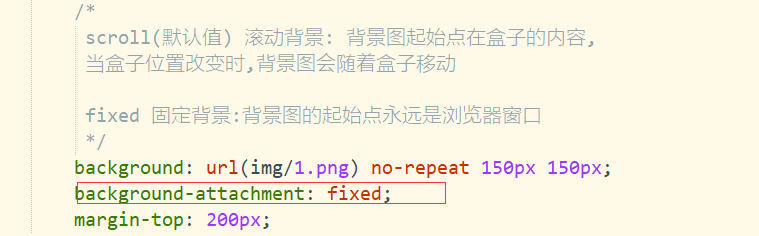 /*
scroll(默认值) 滚动背景: 背景图起始点在盒子的内容,
当盒子位置改变时,背景图会随着盒子移动
fixed 固定背景:背景图的起始点永远是浏览器窗口
*/
background: url(img/1.png) no-repeat 150px 150px;
background-attachment: fixed;
margin-top: 200px;